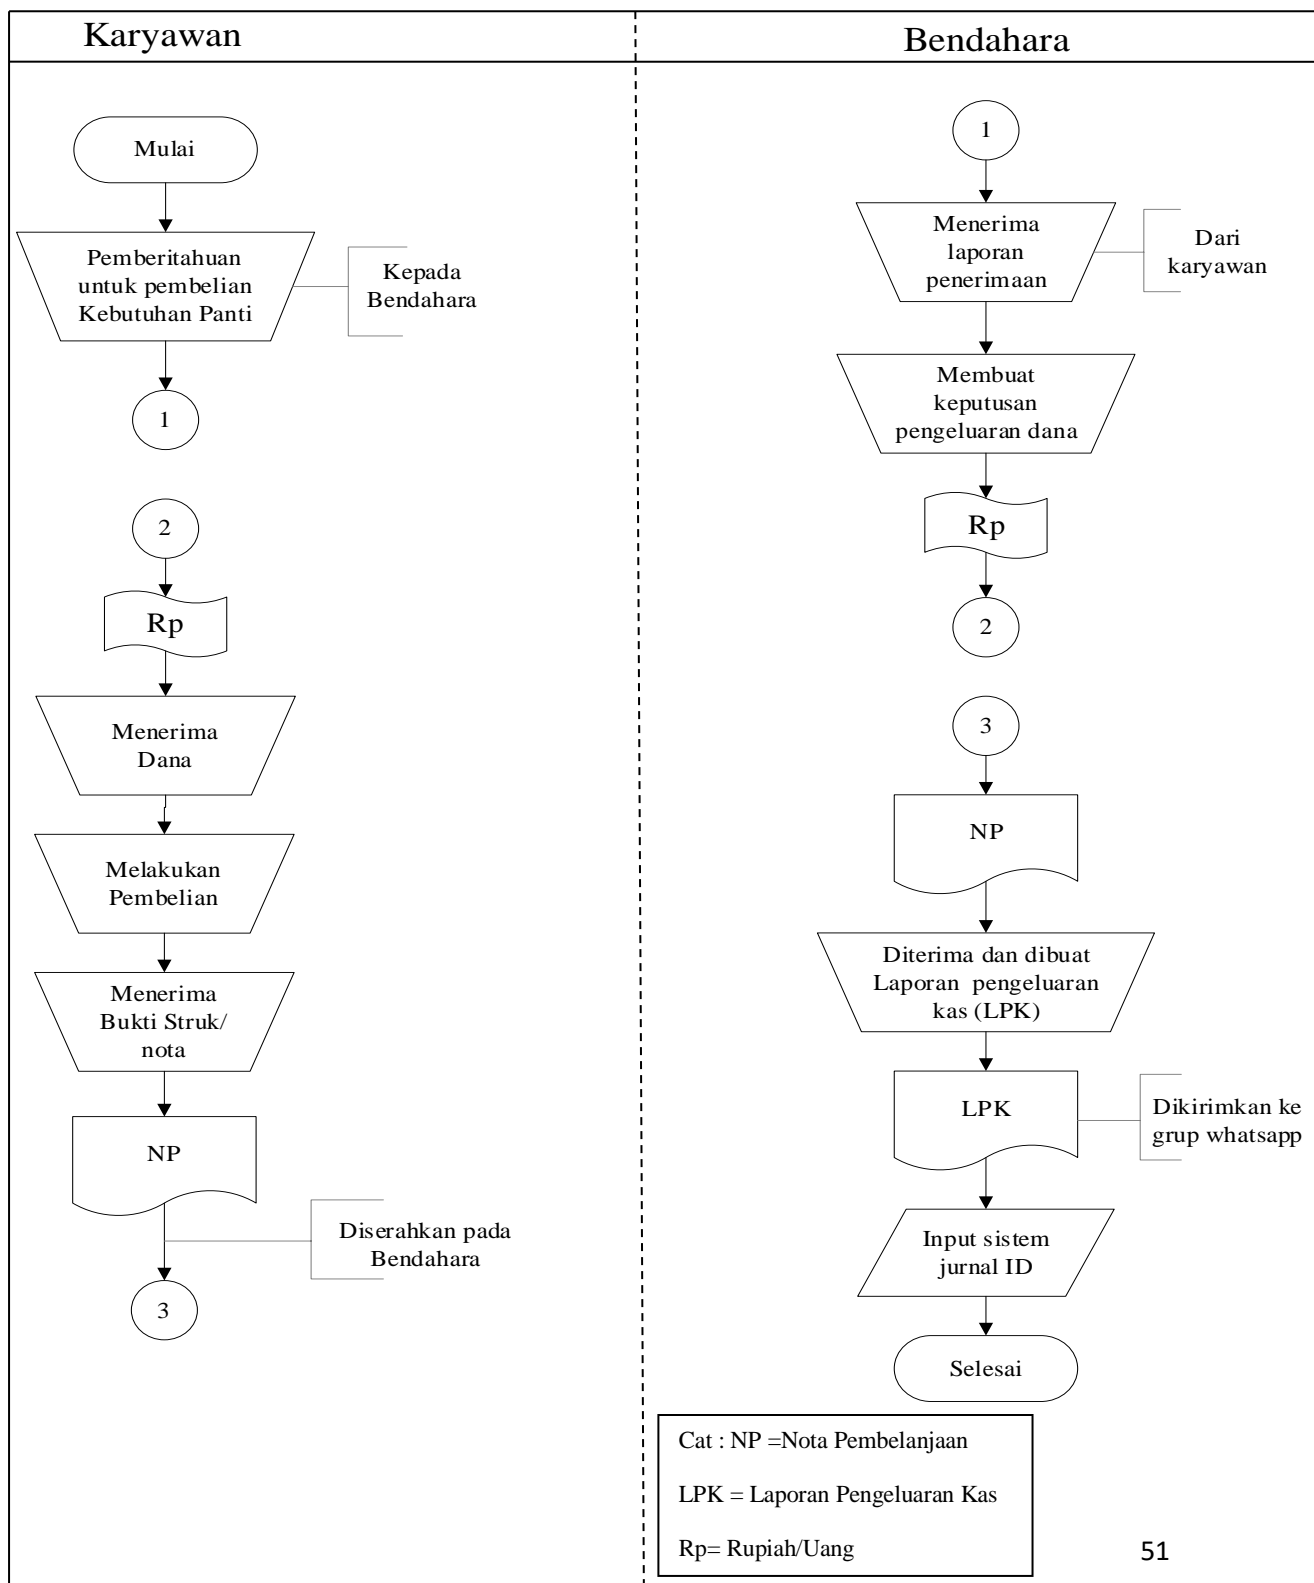 Karyawan
Mulai
Pemberitahuan
untuk pembelian
Kebutuhan Panti
Kepada
Bendahara
1
2
Rp
Menerima
Dana
Melakukan
Pembelian
Menerima
Bukti Struk/
nota
NP
Diserahkan pada
Bendahara
3
Bendahara
1
Menerima
laporan
penerimaan
Dari
karyawan
Membuat
keputusan
pengeluaran dana
Rp
2
3
NP
Diterima dan dibuat
Laporan pengeluaran
kas (LPK)
LPK
Dikirimkan ke
grup whatsapp
Input sistem
jurnal ID
Selesai
Cat : NP =Nota Pembelanjaan
LPK = Laporan Pengeluaran Kas
Rp= Rupiah/Uang
51